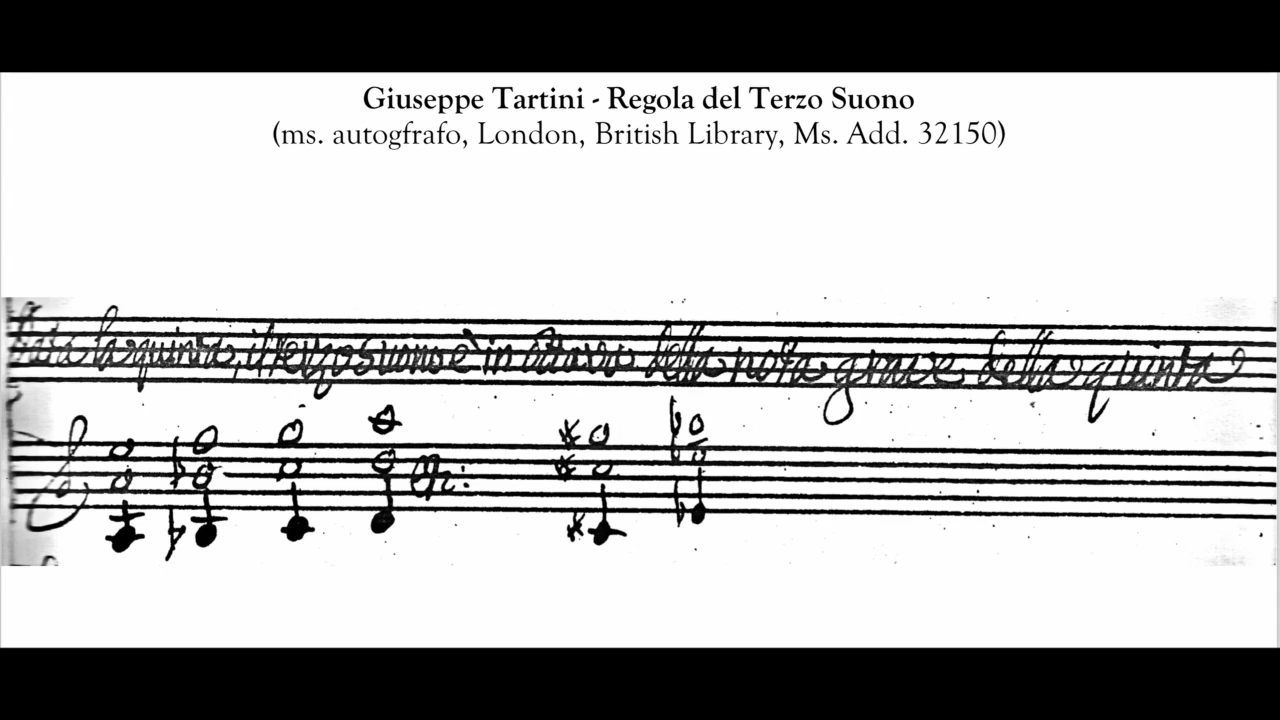 Giuseppe Tartini - Regola del Terzo Suono
(ms. autogfrafo, London, British Library, Ms. Add. 32150)
Data la quinta, il terzo suono è in ottava della nota grave della quinta